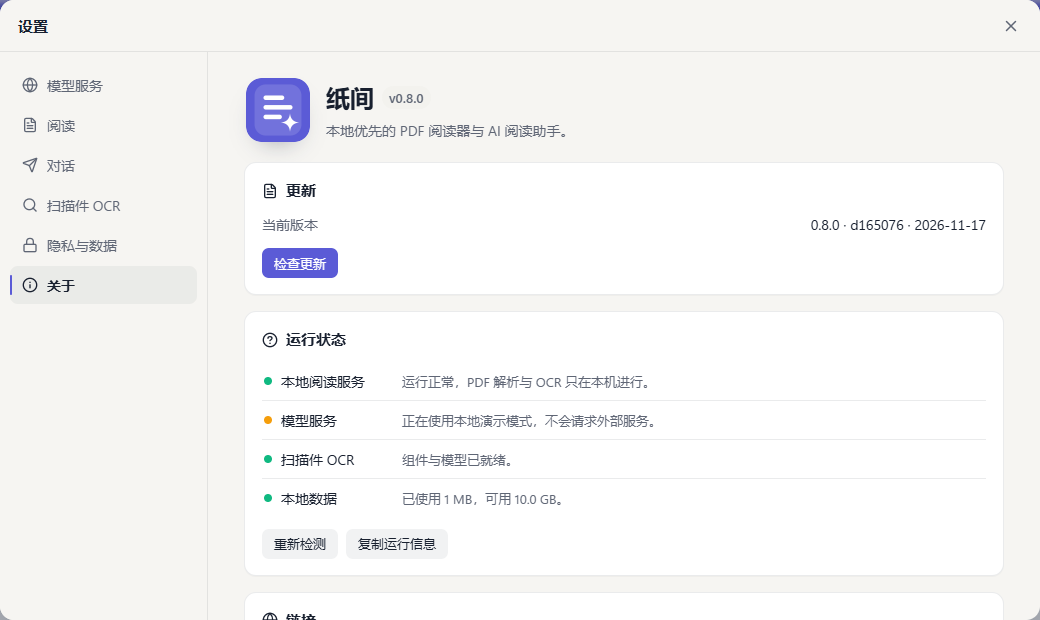 设置
模型服务
阅读
对话
扫描件 OCR
隐私与数据
关于
纸间 v0.8.0
本地优先的 PDF 阅读器与 AI 阅读助手。
更新
当前版本 0.8.0 · d165076 · 2026-11-17
检查更新
运行状态
本地阅读服务 运行正常，PDF 解析与 OCR 只在本机进行。
模型服务 正在使用本地演示模式，不会请求外部服务。
扫描件 OCR 组件与模型已就绪。
本地数据 已使用 1 MB，可用 10.0 GB。
重新检测 复制运行信息
链接